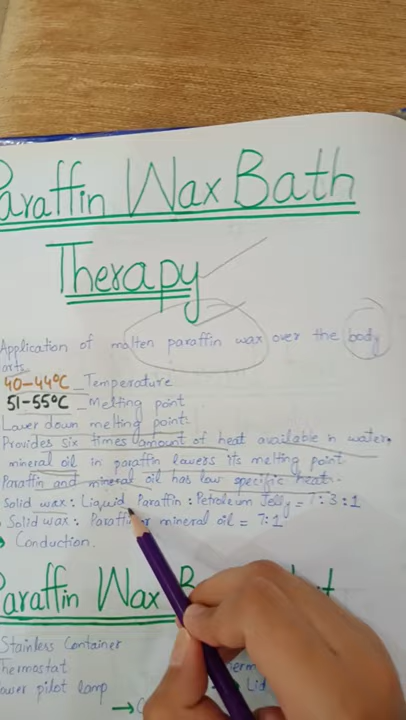 Paraffin Wax Bath
Therapy
Application of molten paraffin wax over the body
parts.
40-44°C _ Temperature
51-55°C _ Melting point
Lower down melting point.
Provides six times amount of heat available n water.
mineral oil in paraffin lowers its melting point
Paraffin and mineral oil has low specific heat.
Solid wax: Liquid Paraffin: Petroleum Jelly = 7:3:1
Solid wax: Paraffin or mineral oil = 7:1
→ Conduction.
Paraffin Wax B
Stainless Container
Thermostat
Power pilot lamp
Lid